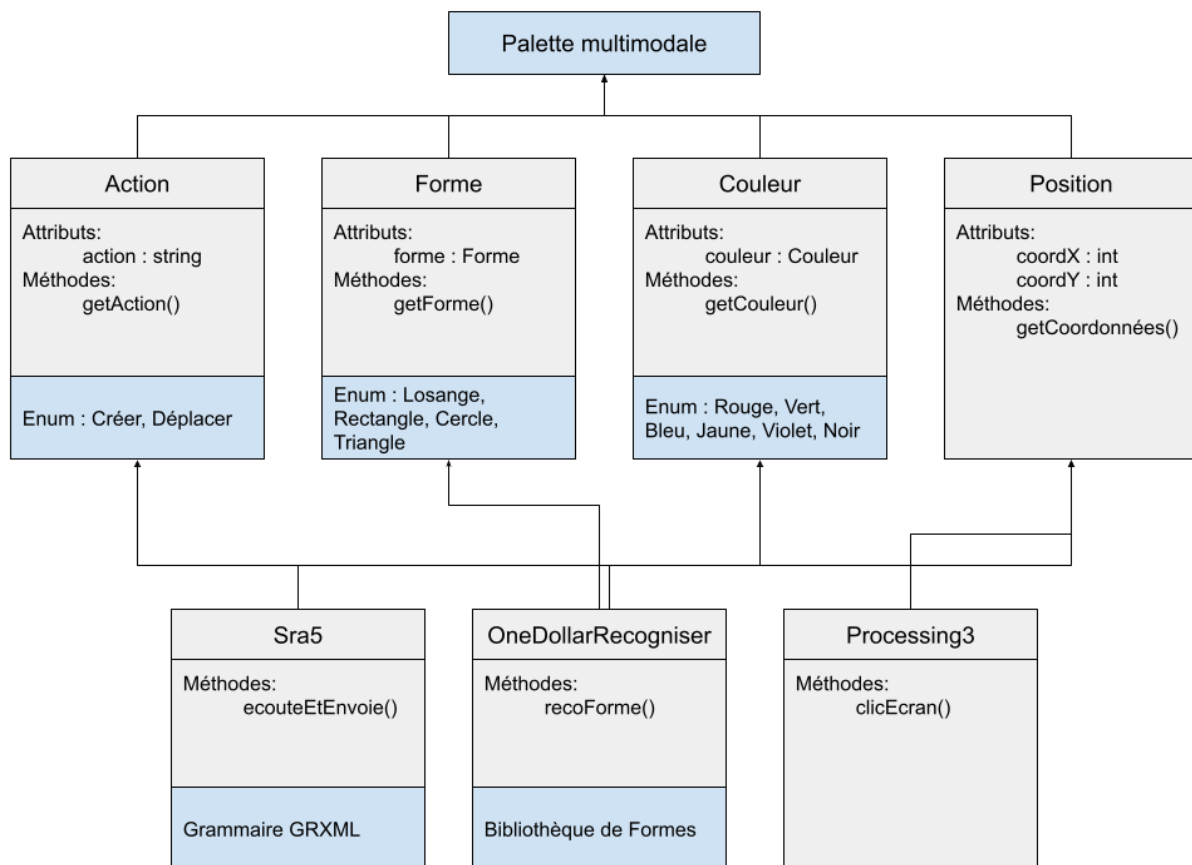 Palette multimodale
Action
Attributs:
action : string
Méthodes:
getAction()
Enum : Créer, Déplacer
Forme
Attributs:
forme : Forme
Méthodes:
getForme()
Enum : Losange,
Rectangle, Cercle,
Triangle
Couleur
Attributs:
couleur : Couleur
Méthodes:
getCouleur()
Enum : Rouge, Vert,
Bleu, Jaune, Violet, Noir
Position
Attributs:
coordX : int
coordY : int
Méthodes:
getCoordonnées()
Sra5
Méthodes:
ecouteEtEnvoie()
Grammaire GRXML
OneDollarRecogniser
Méthodes:
recoForme()
Bibliothèque de Formes
Processing3
Méthodes:
clicEcran()